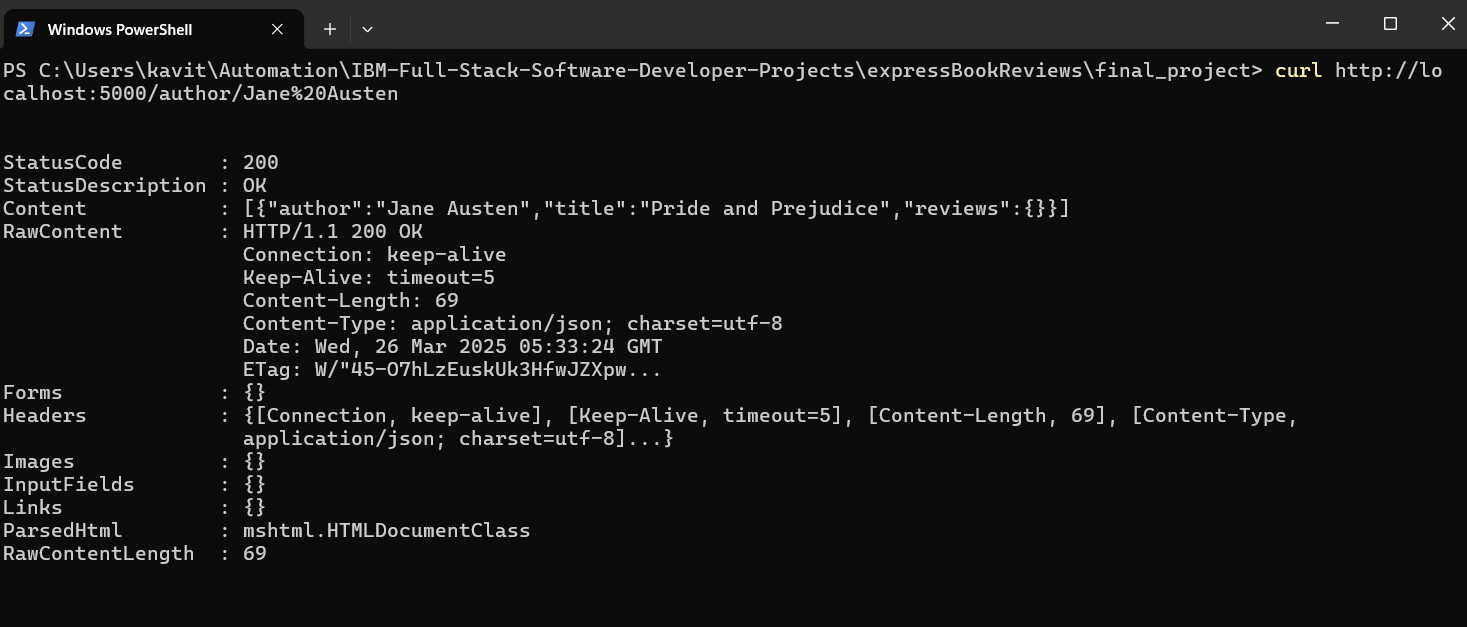 Windows PowerShell
PS C:\Users\kavit\Automation\IBM-Full-Stack-Software-Developer-Projects\expressBookReviews\final_project> curl http://lo
calhost:5000/author/Jane%20Austen
StatusCode        : 200
StatusDescription : OK
Content           : [{"author":"Jane Austen","title":"Pride and Prejudice","reviews":{}}]
RawContent        : HTTP/1.1 200 OK
                    Connection: keep-alive
                    Keep-Alive: timeout=5
                    Content-Length: 69
                    Content-Type: application/json; charset=utf-8
                    Date: Wed, 26 Mar 2025 05:33:24 GMT
                    ETag: W/"45-O7hLzEuskUk3HfwJZXpw...
Forms             : {}
Headers           : {[Connection, keep-alive], [Keep-Alive, timeout=5], [Content-Length, 69], [Content-Type,
                    application/json; charset=utf-8]...}
Images            : {}
InputFields       : {}
Links             : {}
ParsedHtml        : mshtml.HTMLDocumentClass
RawContentLength  : 69